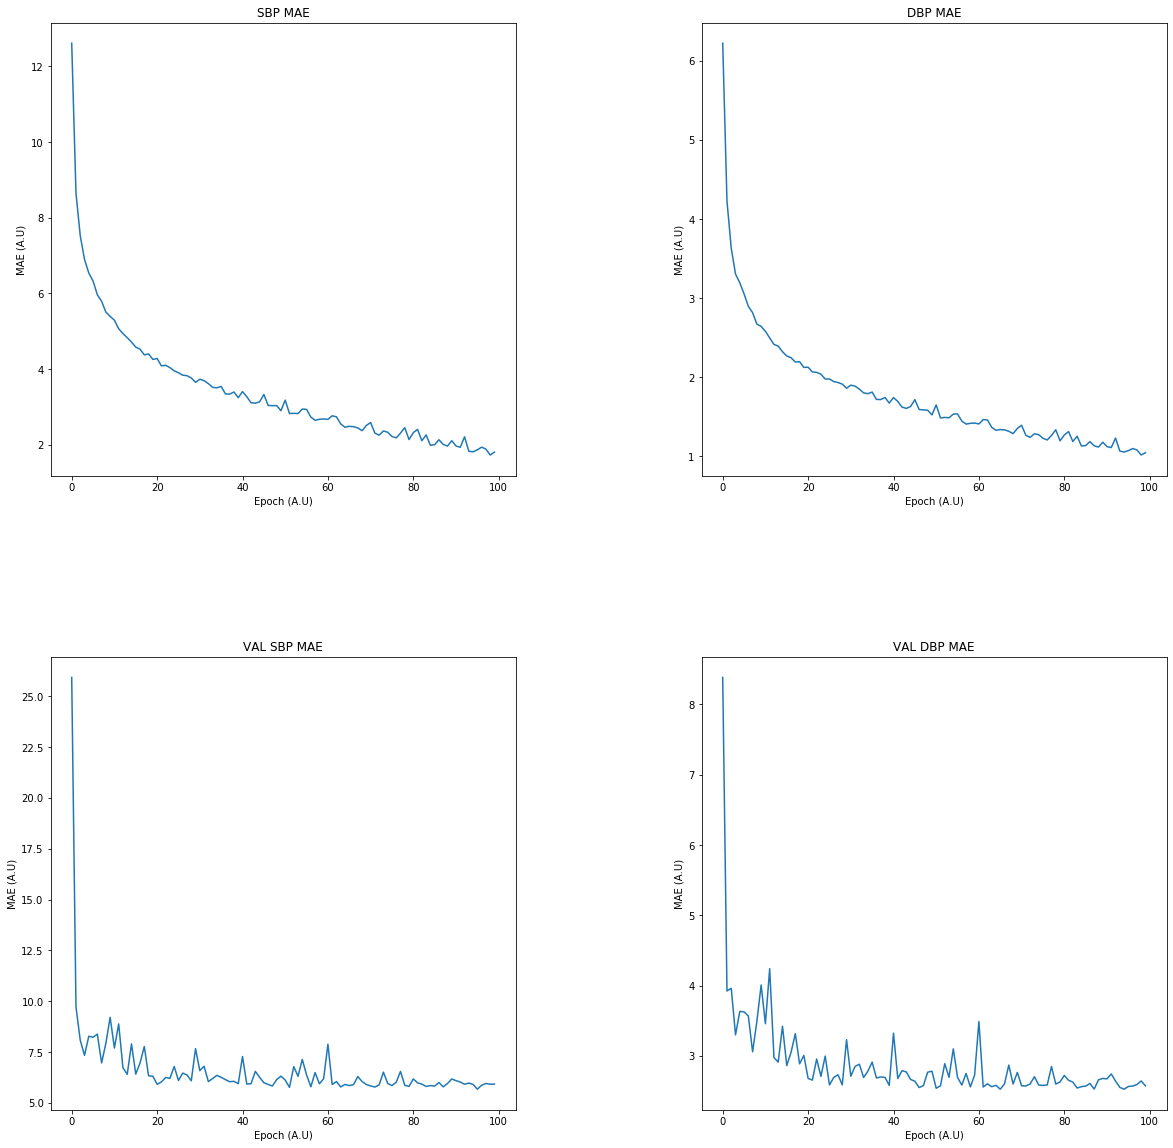 SBP MAE
12
10
8
6
4
2
MAE (A.U)
0 20 40 60 80 100
Epoch (A.U)
DBP MAE
6
5
4
3
2
1
MAE (A.U)
0 20 40 60 80 100
Epoch (A.U)
VAL SBP MAE
25.0
22.5
20.0
17.5
15.0
12.5
10.0
7.5
5.0
MAE (A.U)
0 20 40 60 80 100
Epoch (A.U)
VAL DBP MAE
8
7
6
5
4
3
MAE (A.U)
0 20 40 60 80 100
Epoch (A.U)